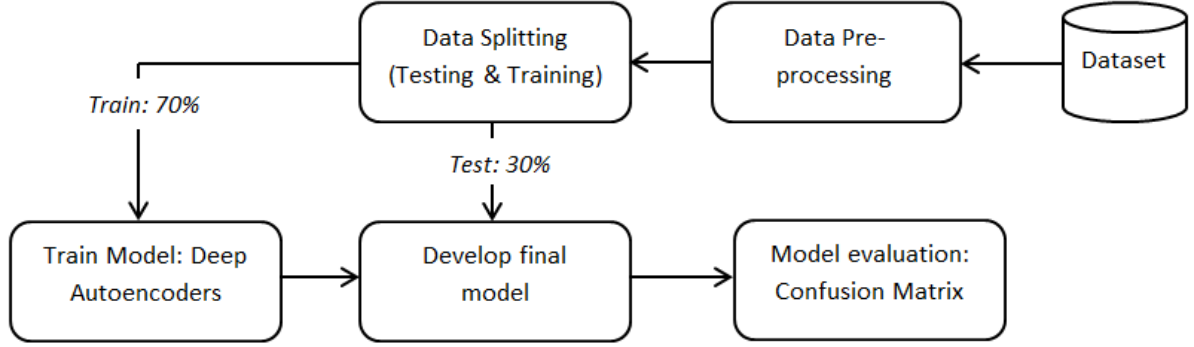 Data Splitting
(Testing & Training)
Data Pre-
processing
Dataset
Train: 70%
Test: 30%
Train Model: Deep
Autoencoders
Develop final
model
Model evaluation:
Confusion Matrix